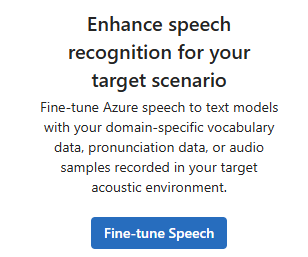 Enhance speech
recognition for your
target scenario
Fine-tune Azure speech to text models
with your domain-specific vocabulary
data, pronunciation data, or audio
samples recorded in your target
acoustic environment.
Fine-tune Speech